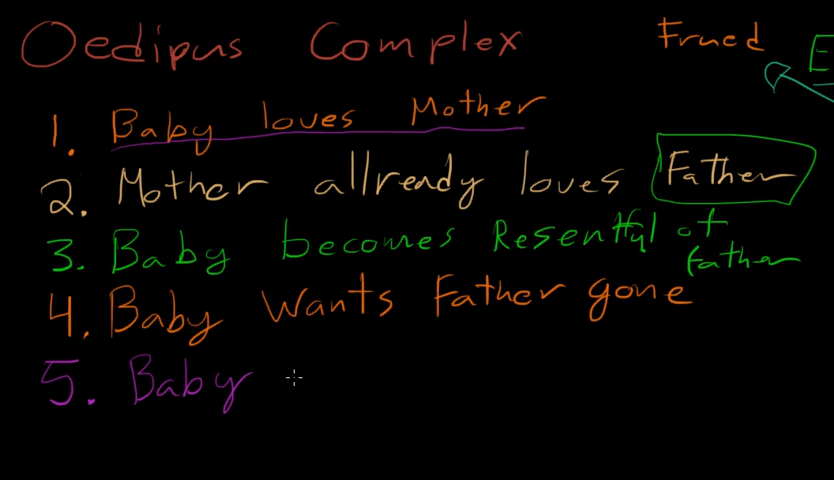 Oedipus Complex Frued E
1. Baby loves Mother
2. Mother allready loves Father
3. Baby becomes Resentful of father
4. Baby Wants Father gone
5. Baby